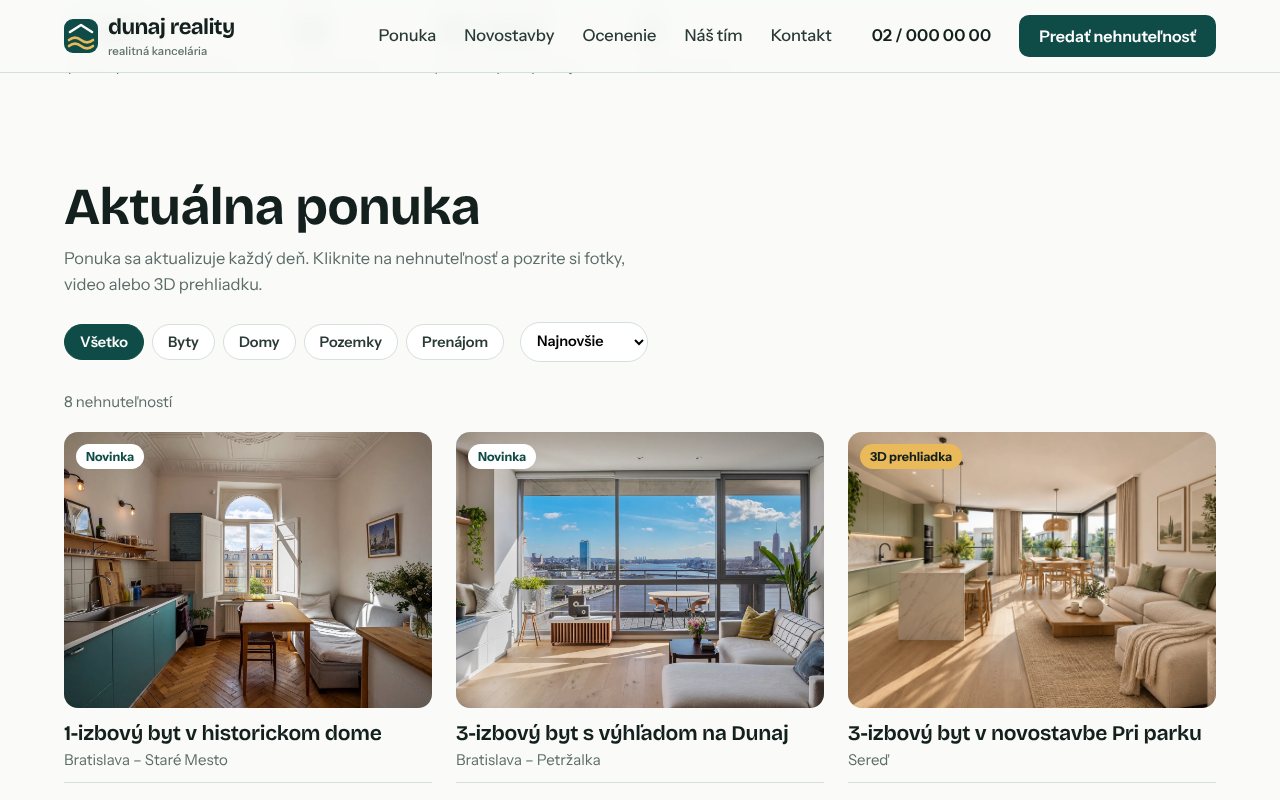 dunaj reality
realitná kancelária
Ponuka
Novostavby
Ocenenie
Náš tím
Kontakt
02 / 000 00 00
Predať nehnuteľnosť
Aktuálna ponuka
Ponuka sa aktualizuje každý deň. Kliknite na nehnuteľnosť a pozrite si fotky,
video alebo 3D prehliadku.
Všetko
Byty
Domy
Pozemky
Prenájom
Najnovšie
8 nehnuteľností
Novinka
Novinka
3D prehliadka
1-izbový byt v historickom dome
Bratislava – Staré Mesto
3-izbový byt s výhľadom na Dunaj
Bratislava – Petržalka
3-izbový byt v novostavbe Pri parku
Sereď